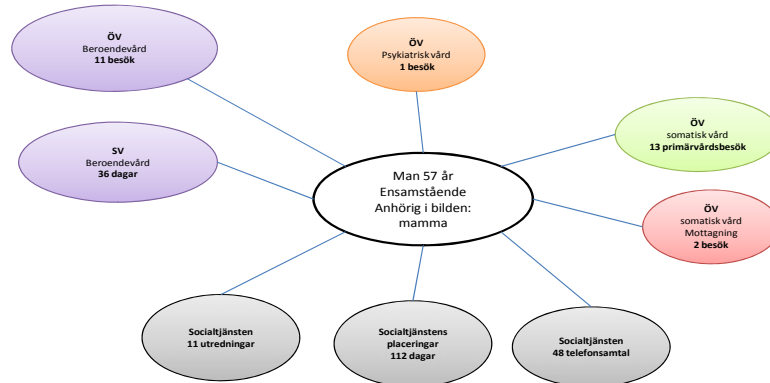 ÖV
Beroendevård
11 besök
ÖV
Psykiatrisk vård
1 besök
ÖV
somatisk vård
13 primärvårdsbesök
SV
Beroendevård
36 dagar
Man 57 år
Ensamstående
Anhörig i bilden:
mamma
ÖV
somatisk vård
Mottagning
2 besök
Socialtjänsten
11 utredningar
Socialtjänstens
placeringar
112 dagar
Socialtjänsten
48 telefonsamtal